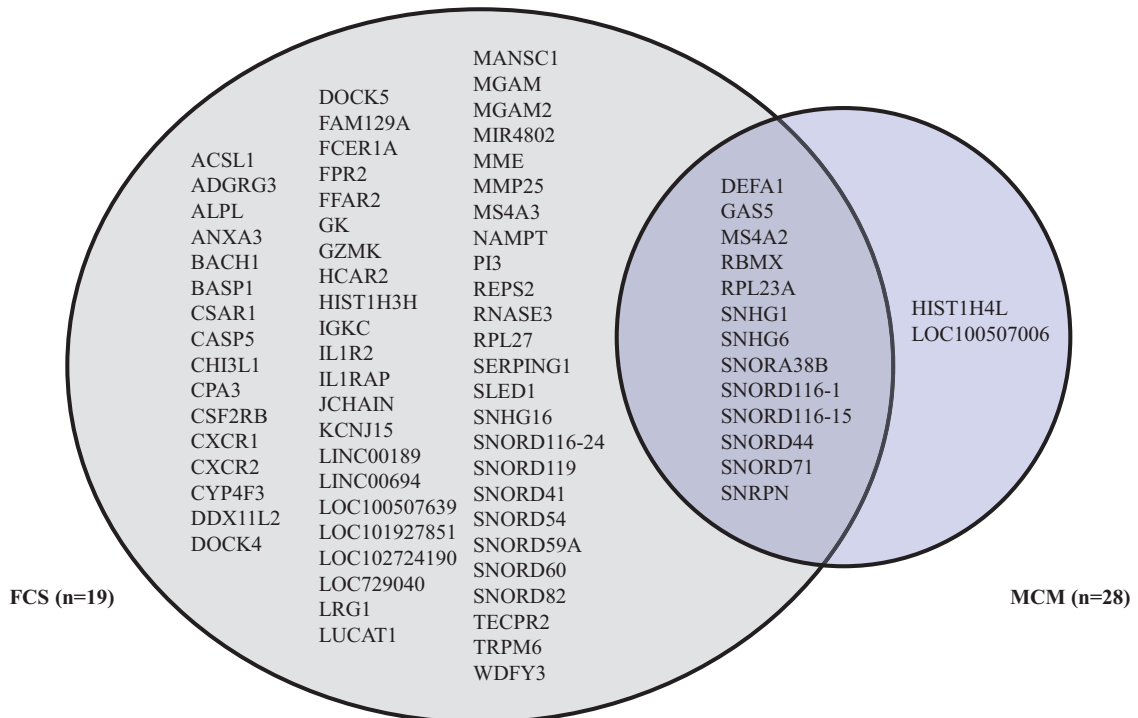 ACSL1
ADGRG3
ALPL
ANXA3
BACH1
BASP1
CSAR1
CASP5
CHI3L1
CPA3
CSF2RB
CXCR1
CXCR2
CYP4F3
DDX11L2
DOCK4
DOCK5
FAM129A
FCER1A
FPR2
FFAR2
GK
GZMK
HCAR2
HIST1H3H
IGKC
IL1R2
IL1RAP
JCHAIN
KCNJ15
LINC00189
LINC00694
LOC100507639
LOC101927851
LOC102724190
LOC729040
LRG1
LUCAT1
MANSC1
MGAM
MGAM2
MIR4802
MME
MMP25
MS4A3
NAMPT
PI3
REPS2
RNASE3
RPL27
SERPING1
SLED1
SNHG16
SNORD116-24
SNORD119
SNORD41
SNORD54
SNORD59A
SNORD60
SNORD82
TECPR2
TRPM6
WDFY3
DEFA1
GAS5
MS4A2
RBMX
RPL23A
SNHG1
SNHG6
SNORA38B
SNORD116-1
SNORD116-15
SNORD44
SNORD71
SNRPN
HIST1H4L
LOC100507006
FCS (n=19)
MCM (n=28)